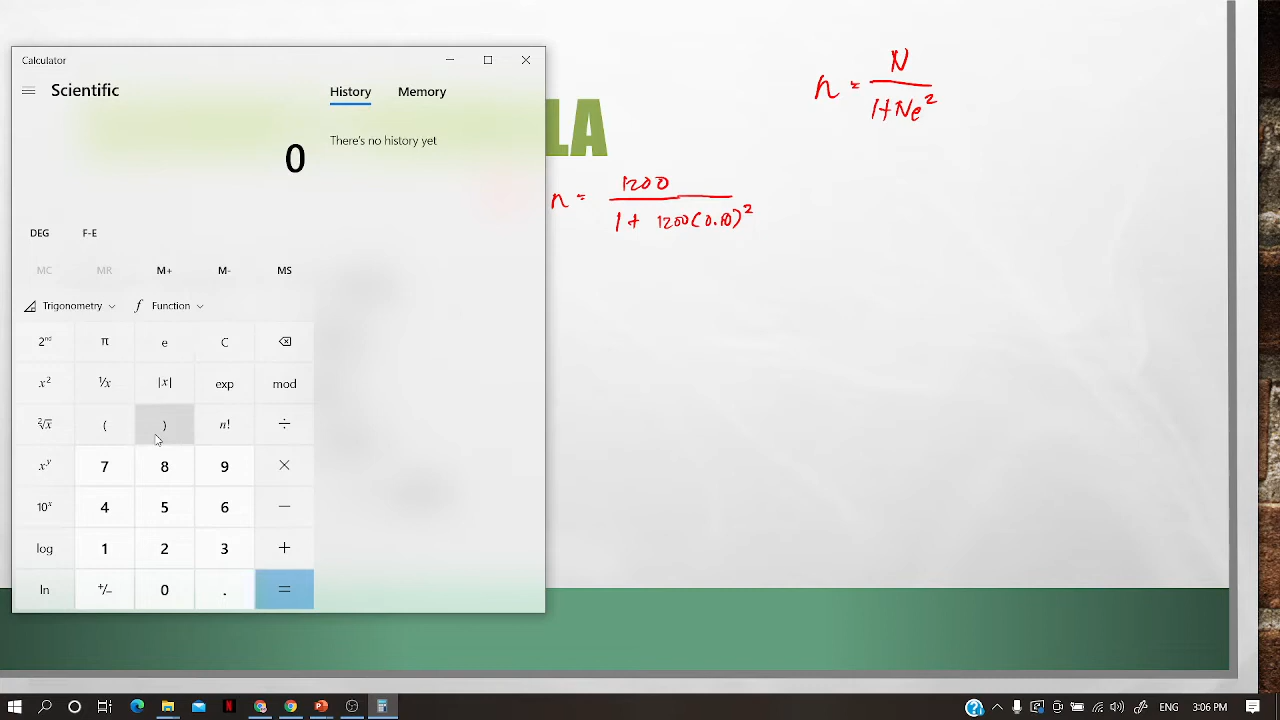 Calculator
Scientific
History Memory
There's no history yet
0
DEG F-E
MC MR M+ M- MS
Trigonometry f Function
2nd π e C
x² ¹⁄x |x| exp mod
²√x ( ) n! ÷
xʸ 7 8 9 ×
10ˣ 4 5 6 −
log 1 2 3 +
ln +/- 0 . =
LA
n = N / 1+Ne²
n = 1200 / 1 + 1200(0.10)²
ENG 3:06 PM